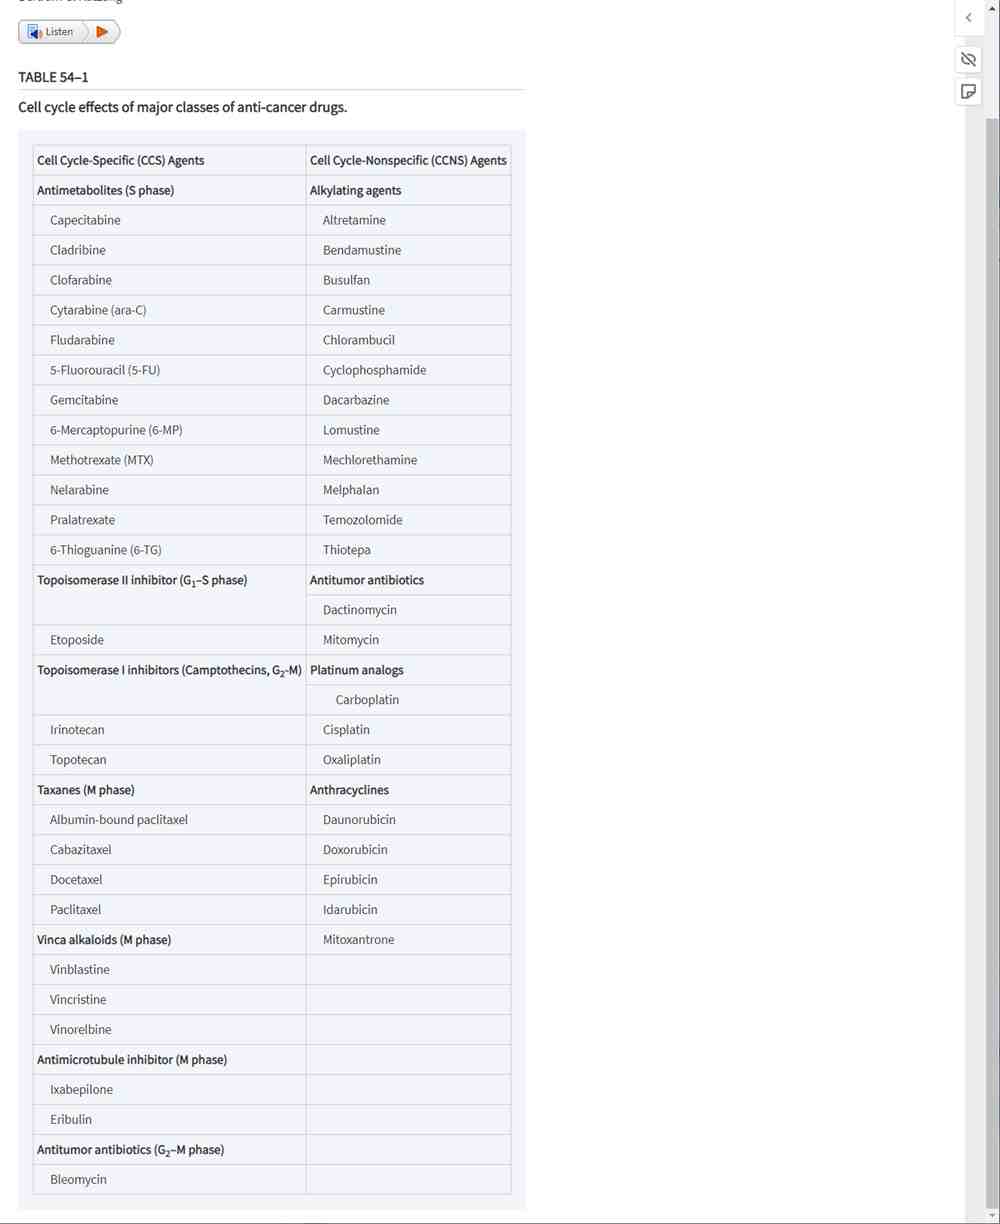 Listen
TABLE 54–1
Cell cycle effects of major classes of anti-cancer drugs.
Cell Cycle-Specific (CCS) Agents Cell Cycle-Nonspecific (CCNS) Agents
Antimetabolites (S phase) Alkylating agents
Capecitabine Altretamine
Cladribine Bendamustine
Clofarabine Busulfan
Cytarabine (ara-C) Carmustine
Fludarabine Chlorambucil
5-Fluorouracil (5-FU) Cyclophosphamide
Gemcitabine Dacarbazine
6-Mercaptopurine (6-MP) Lomustine
Methotrexate (MTX) Mechlorethamine
Nelarabine Melphalan
Pralatrexate Temozolomide
6-Thioguanine (6-TG) Thiotepa
Topoisomerase II inhibitor (G1–S phase) Antitumor antibiotics
Dactinomycin
Etoposide Mitomycin
Topoisomerase I inhibitors (Camptothecins, G2-M) Platinum analogs
Carboplatin
Irinotecan Cisplatin
Topotecan Oxaliplatin
Taxanes (M phase) Anthracyclines
Albumin-bound paclitaxel Daunorubicin
Cabazitaxel Doxorubicin
Docetaxel Epirubicin
Paclitaxel Idarubicin
Vinca alkaloids (M phase) Mitoxantrone
Vinblastine
Vincristine
Vinorelbine
Antimicrotubule inhibitor (M phase)
Ixabepilone
Eribulin
Antitumor antibiotics (G2–M phase)
Bleomycin